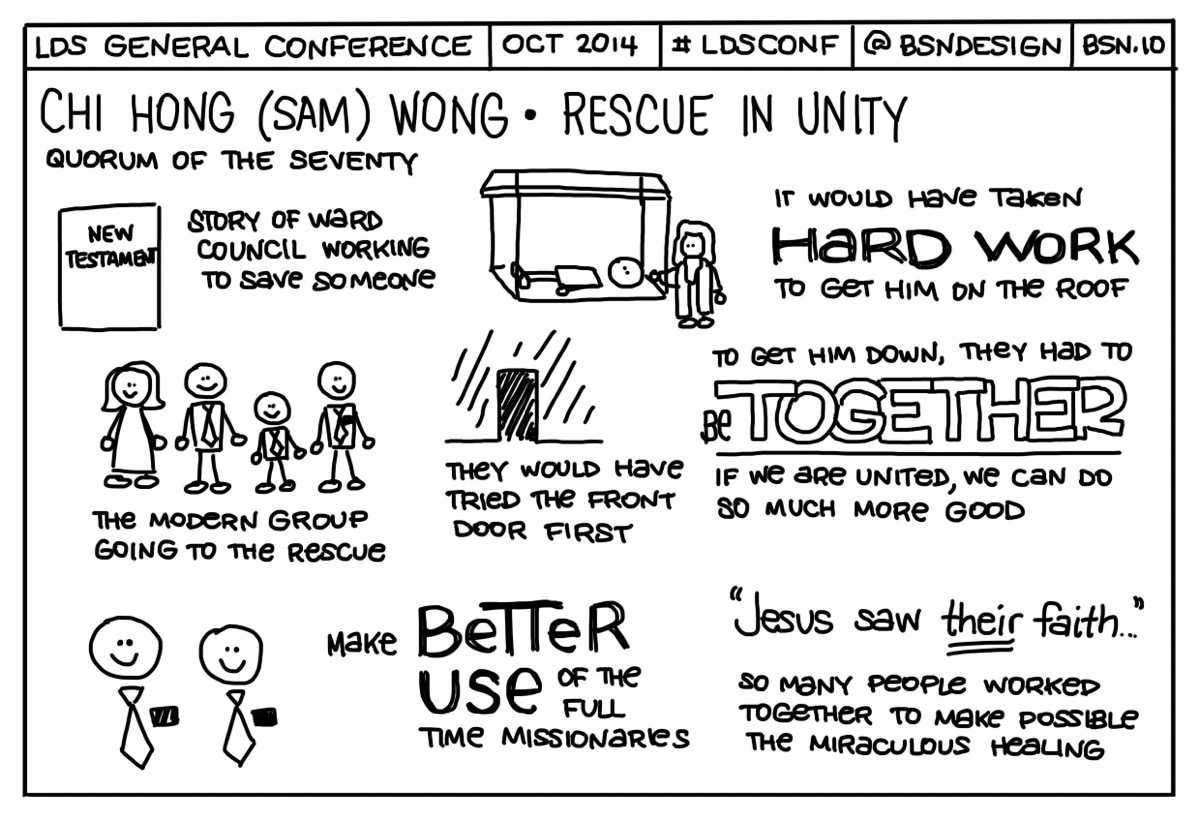 LDS GENERAL CONFERENCE
OCT 2014
# LDSCONF
@BSNDESIGN
BSN.IO
CHI HONG (SAM) WONG • RESCUE IN UNITY
QUORUM OF THE SEVENTY
NEW
TESTAMENT
STORY OF WARD
COUNCIL WORKING
TO SAVE SOMEONE
IT WOULD HAVE TAKEN
HARD WORK
TO GET HIM ON THE ROOF
THE MODERN GROUP
GOING TO THE RESCUE
THEY WOULD HAVE
TRIED THE FRONT
DOOR FIRST
TO GET HIM DOWN, THEY HAD TO
Be TOGETHER
IF WE ARE UNITED, WE CAN DO
SO MUCH MORE GOOD
MAKE BETTER
USE OF THE
FULL
TIME MISSIONARIES
"Jesus saw their faith..."
SO MANY PEOPLE WORKED
TOGETHER TO MAKE POSSIBLE
THE MIRACULOUS HEALING